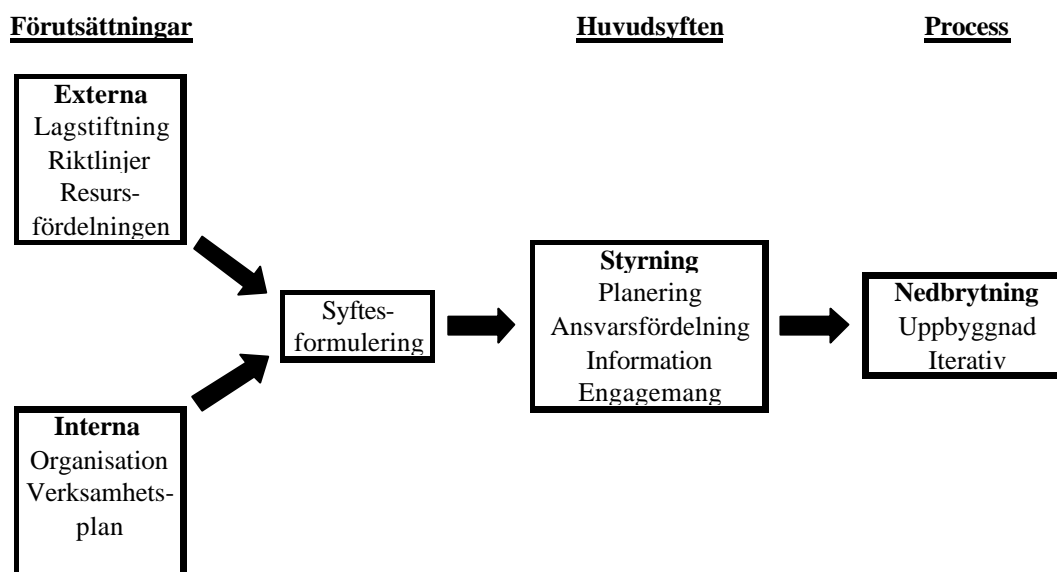 Förutsättningar
Huvudsyften
Process
Externa
Lagstiftning
Riktlinjer
Resurs-
fördelningen
Syftes-
formulering
Interna
Organisation
Verksamhets-
plan
Styrning
Planering
Ansvarsfördelning
Information
Engagemang
Nedbrytning
Uppbyggnad
Iterativ